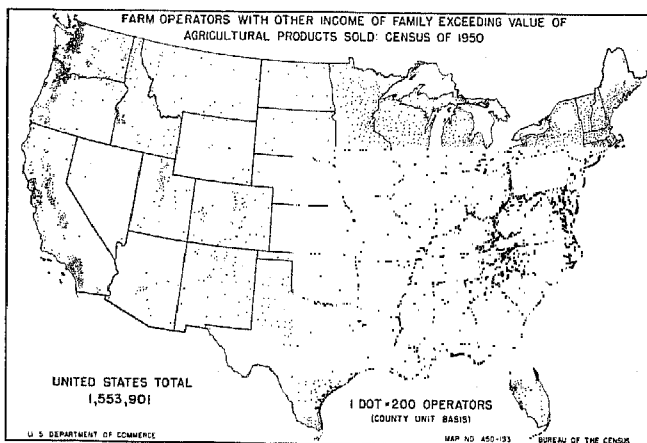 FARM OPERATORS WITH OTHER INCOME OF FAMILY EXCEEDING VALUE OF
AGRICULTURAL PRODUCTS SOLD: CENSUS OF 1950
UNITED STATES TOTAL
1,553,901
1 DOT=200 OPERATORS
(COUNTY UNIT BASIS)
U S DEPARTMENT OF COMMERCE
MAP NO A50-133
BUREAU OF THE CENSUS